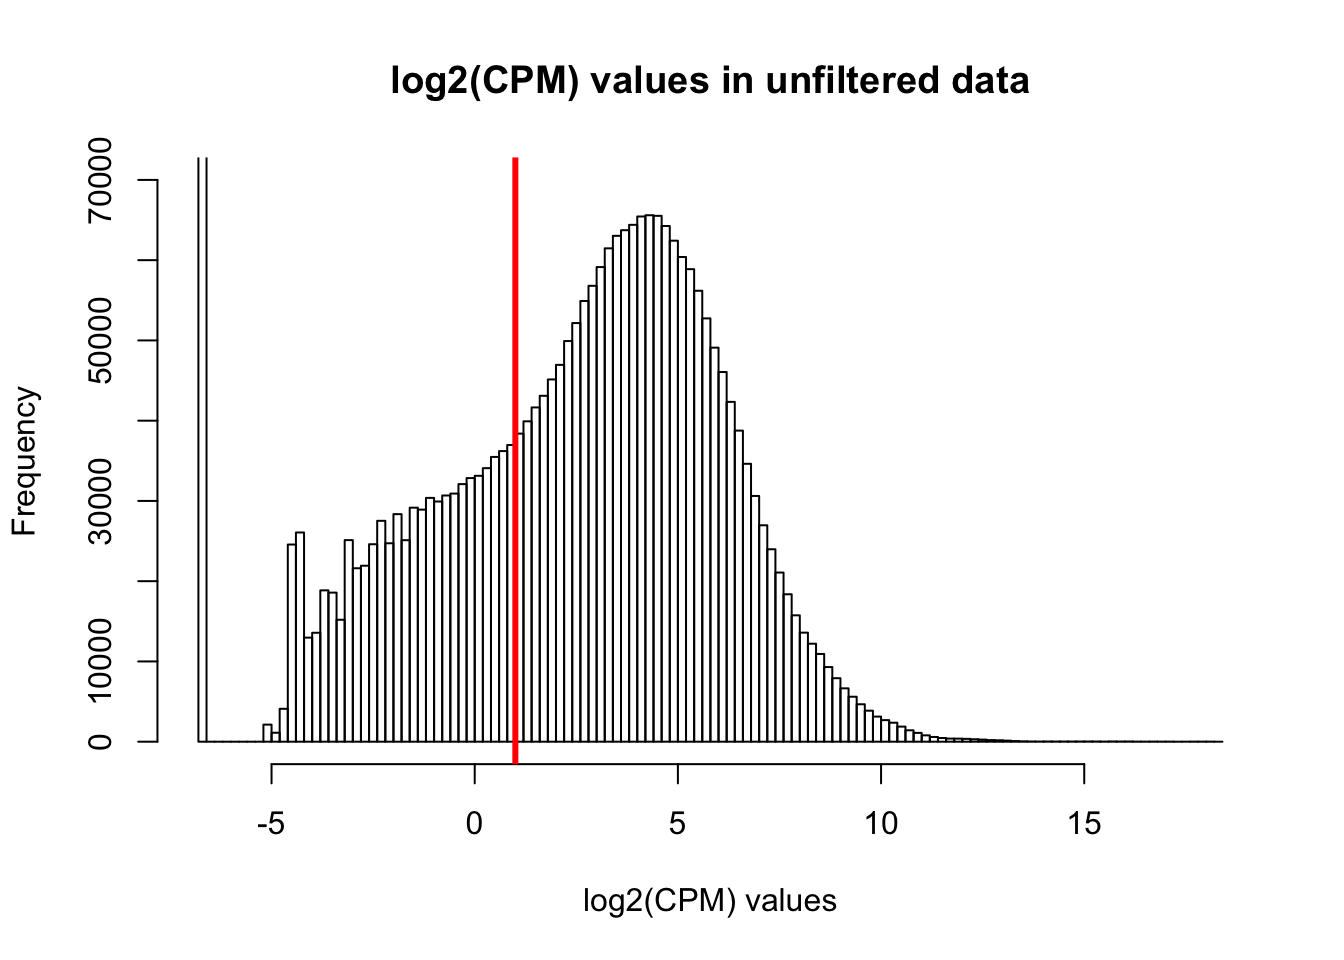 log2(CPM) values in unfiltered data
Frequency
70000
50000
30000
10000
0
-5 0 5 10 15
log2(CPM) values